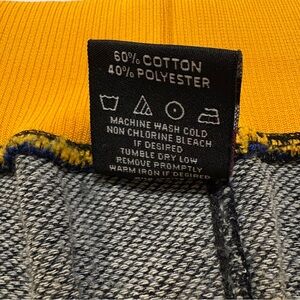 60% COTTON
40% POLYESTER
MACHINE WASH COLD
NON CHLORINE BLEACH
IF DESIRED
TUMBLE DRY LOW
REMOVE PROMPTLY
WARM IRON IF DESIRED